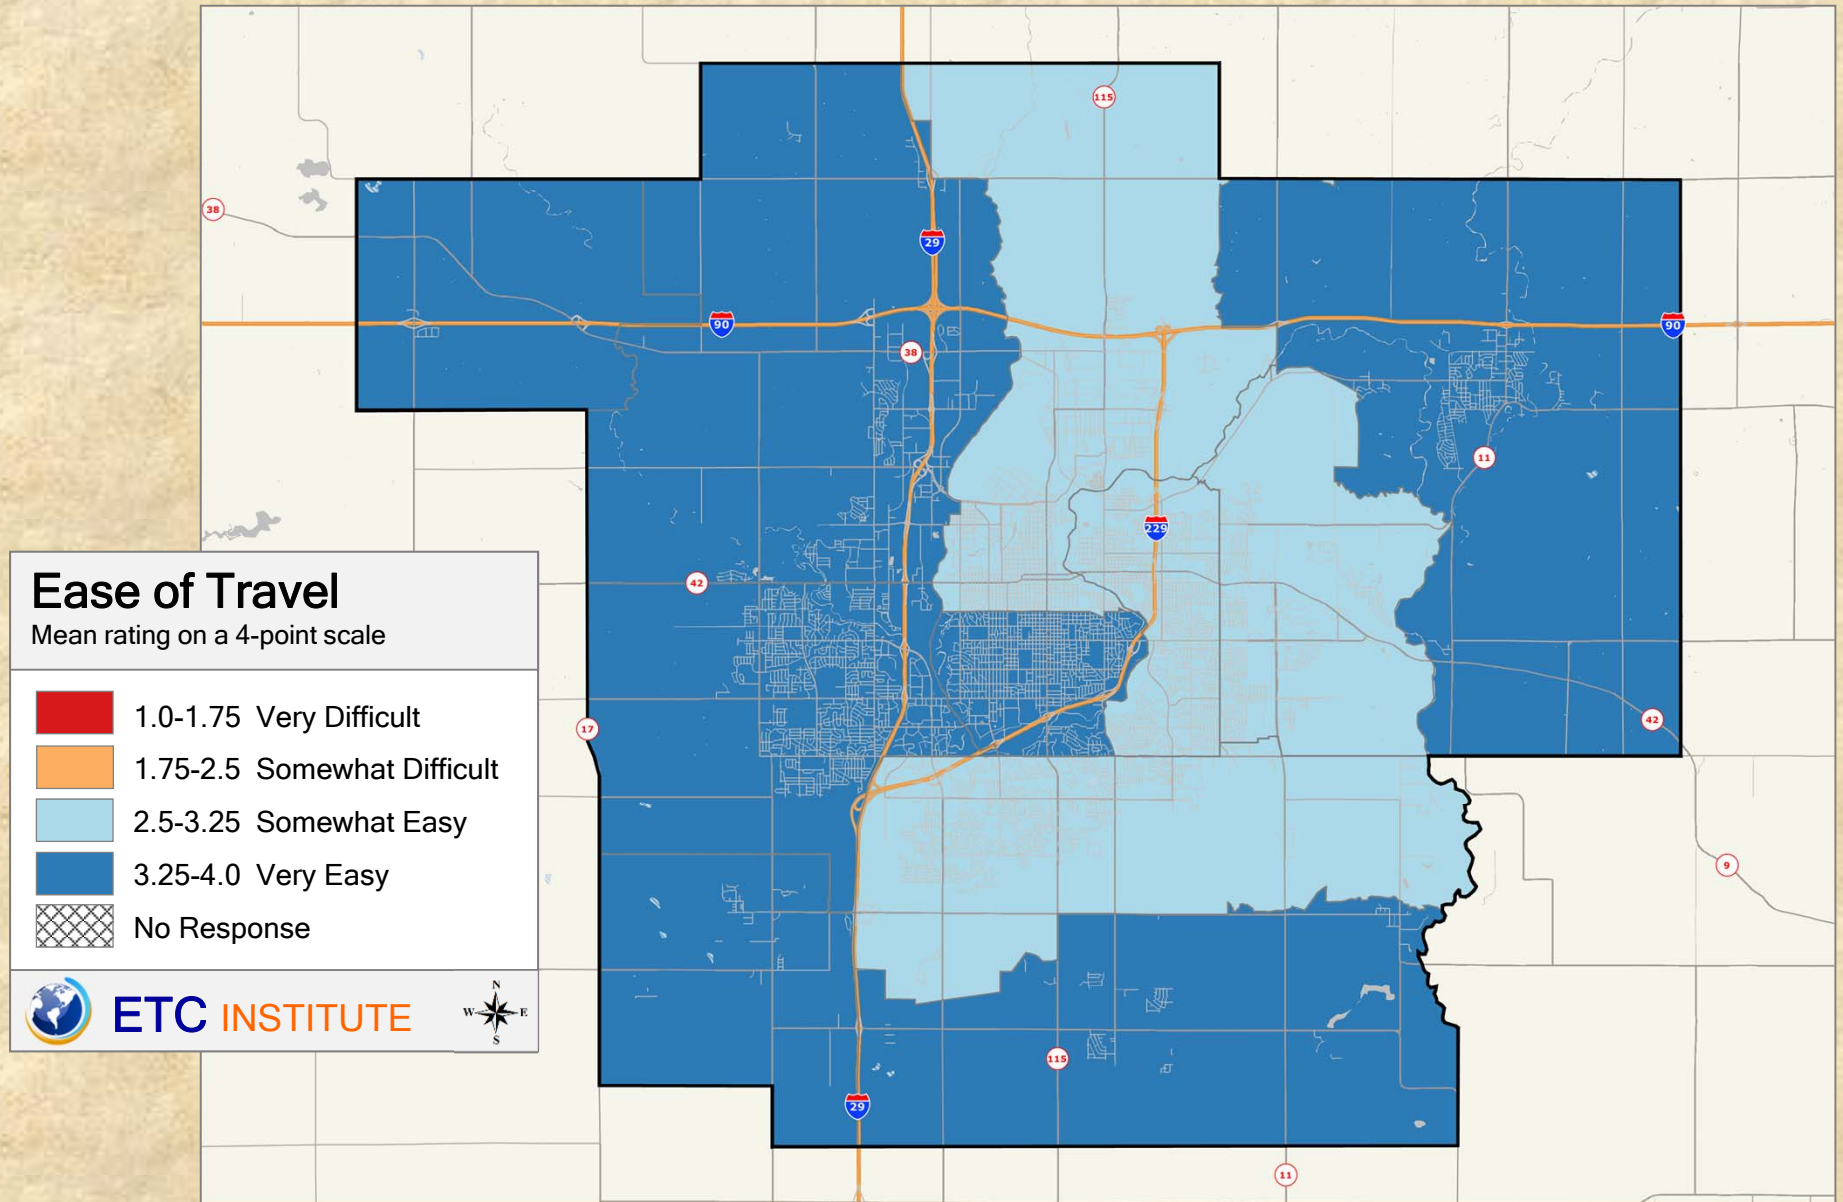 115
38
29
90
90
38
11
229
42
Ease of Travel
Mean rating on a 4-point scale
1.0-1.75 Very Difficult
1.75-2.5 Somewhat Difficult
2.5-3.25 Somewhat Easy
3.25-4.0 Very Easy
No Response
ETC INSTITUTE
N
W E
S
17
42
9
115
29
11